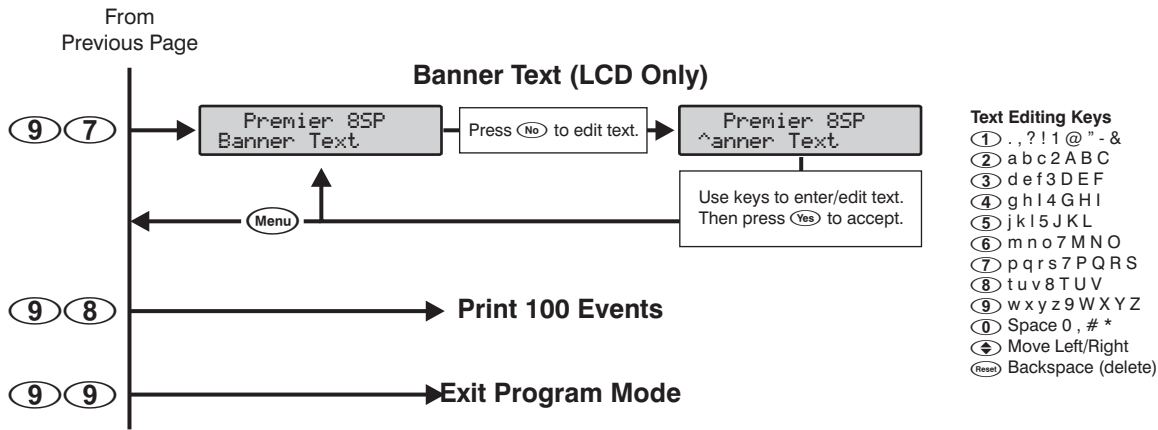 From
Previous Page
Banner Text (LCD Only)
9 7
Premier 8SP
Banner Text
Press No to edit text.
Premier 8SP
^anner Text
Use keys to enter/edit text.
Then press Yes to accept.
Menu
9 8
Print 100 Events
9 9
Exit Program Mode
Text Editing Keys
1 . , ? ! 1 @ " - &
2 a b c 2 A B C
3 d e f 3 D E F
4 g h I 4 G H I
5 j k l 5 J K L
6 m n o 7 M N O
7 p q r s 7 P Q R S
8 t u v 8 T U V
9 w x y z 9 W X Y Z
0 Space 0 , # *
Move Left/Right
Reset Backspace (delete)